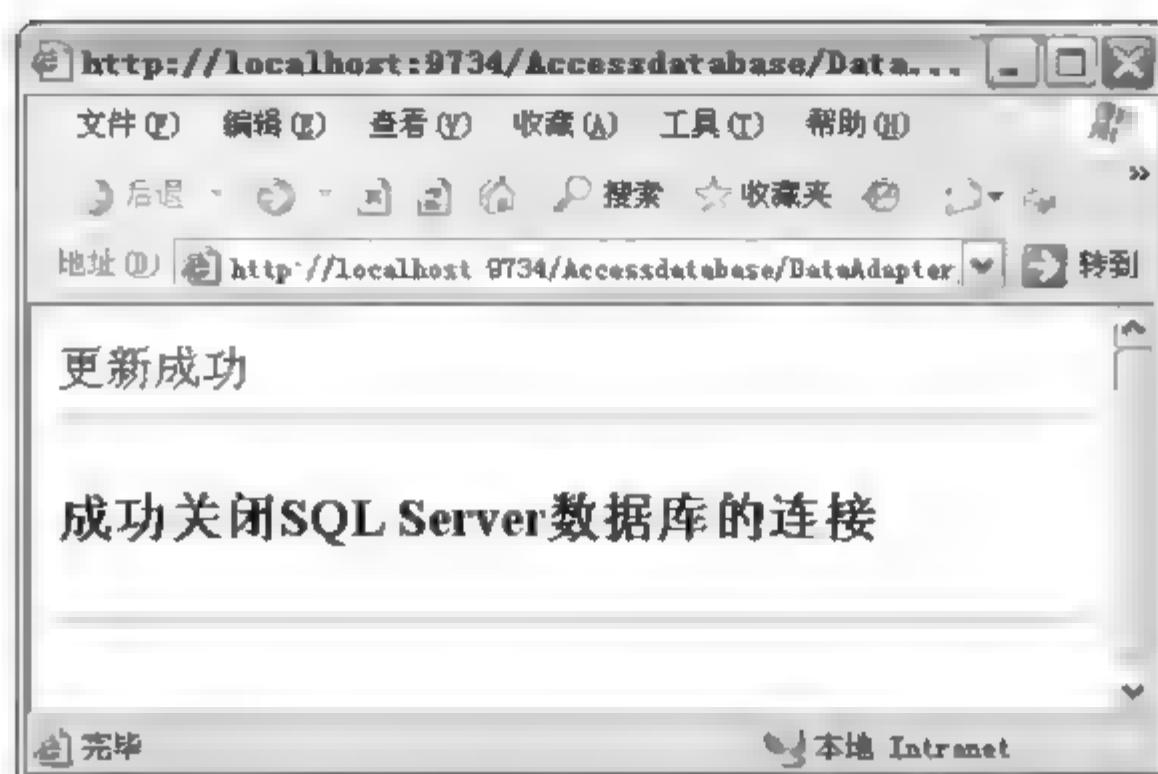 http://localhost:9734/Accessdatabase/Data...
文件(F) 编辑(E) 查看(V) 收藏(A) 工具(T) 帮助(H)
后退 搜索 收藏夹 »
地址(D) http://localhost 9734/Accessdatabase/DataAdapter 转到
更新成功
成功关闭SQL Server数据库的连接
完毕 本地 Intranet